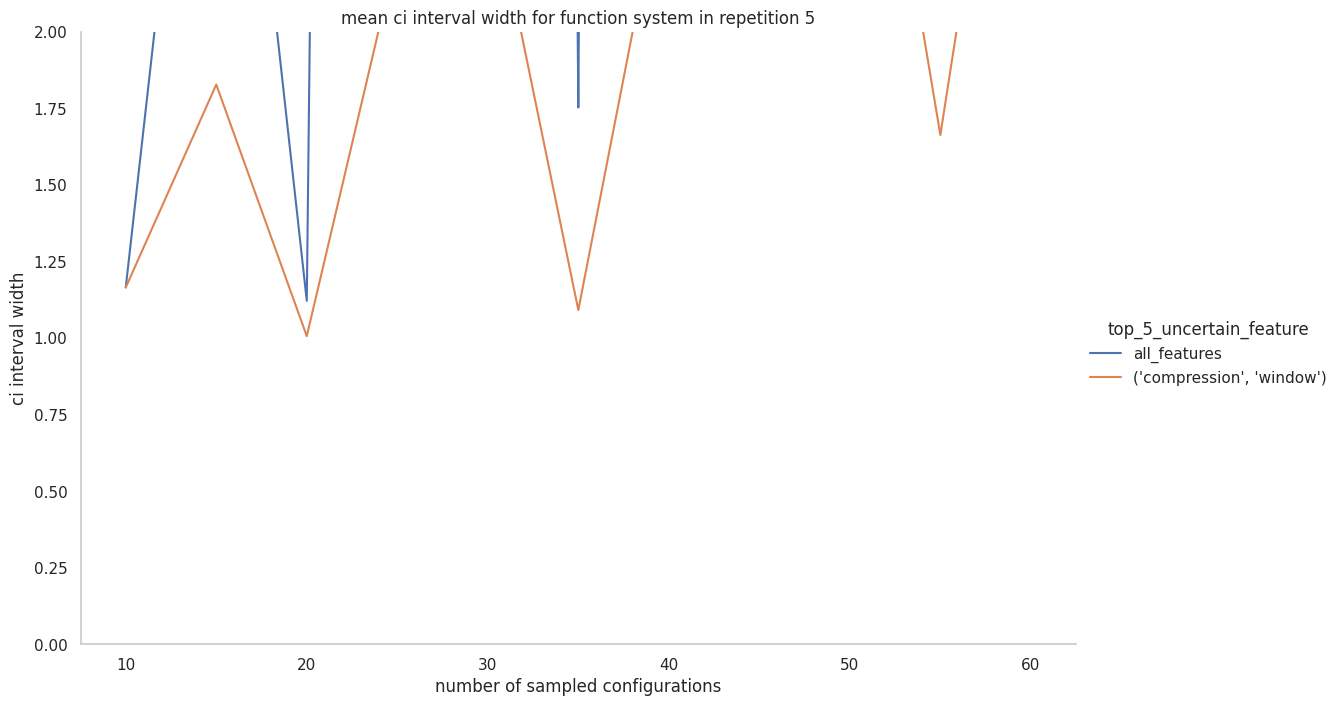 mean ci interval width for function system in repetition 5
2.00
1.75
1.50
1.25
1.00
0.75
0.50
0.25
0.00
ci interval width
10 20 30 40 50 60
number of sampled configurations
top_5_uncertain_feature
all_features
('compression', 'window')